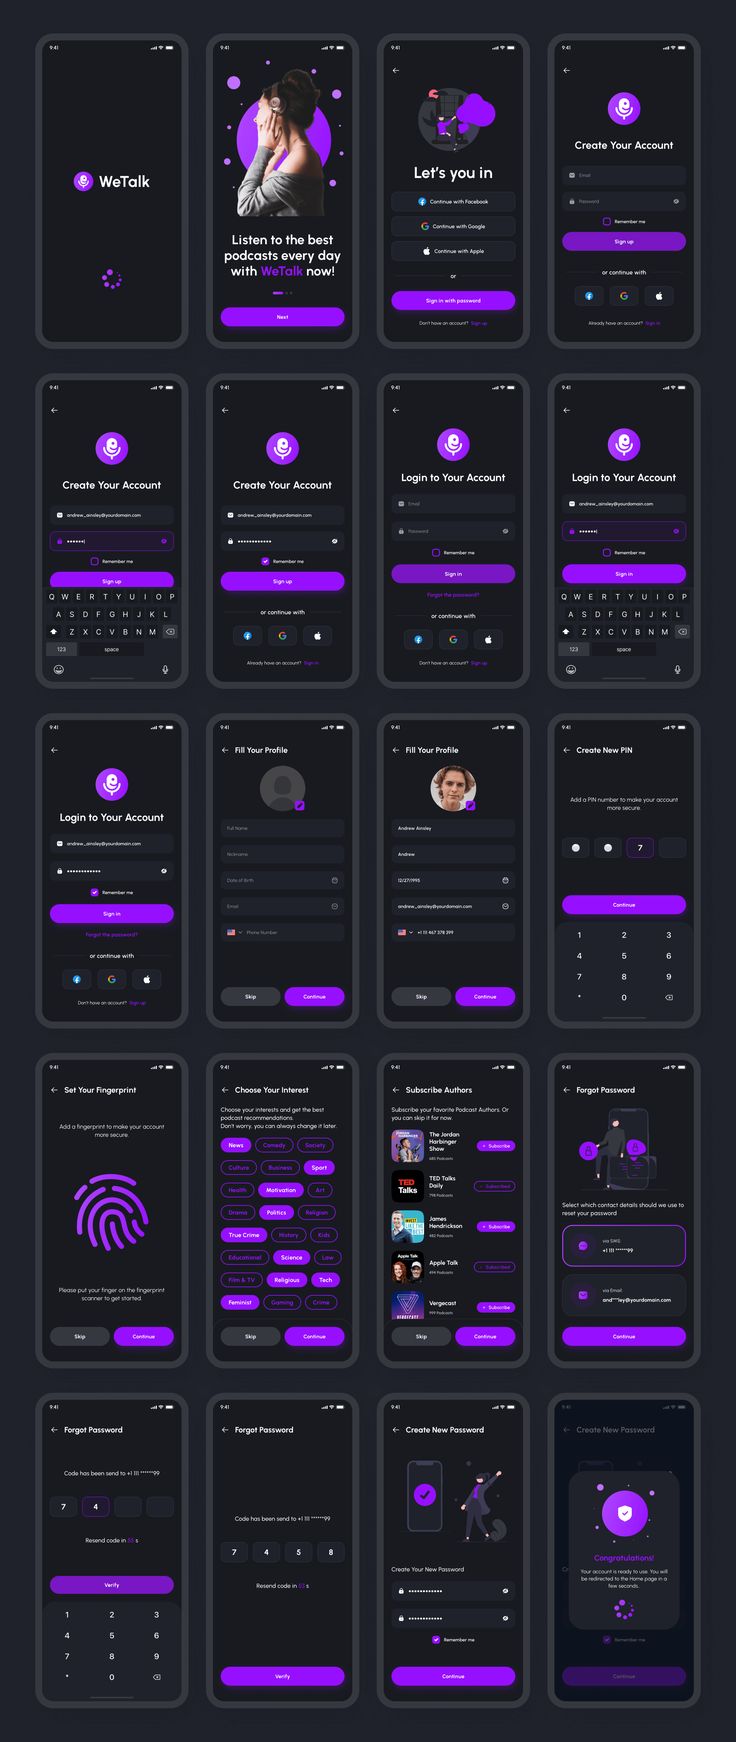 9:41
WeTalk
9:41
Listen to the best
podcasts every day
with WeTalk now!
Next
9:41
Let's you in
Continue with Facebook
Continue with Google
Continue with Apple
or
Sign in with password
Don't have an account? Sign up
9:41
Create Your Account
Email
Password
Remember me
Sign up
or continue with
Already have an account? Sign in
9:41
Create Your Account
andrew_ainsley@yourdomain.com
Remember me
Sign up
Q W E R T Y U I O P
A S D F G H J K L
Z X C V B N M
123 space
9:41
Create Your Account
andrew_ainsley@yourdomain.com
Remember me
Sign up
or continue with
Already have an account? Sign in
9:41
Login to Your Account
Email
Password
Remember me
Sign in
Forgot the password?
or continue with
Don't have an account? Sign up
9:41
Login to Your Account
andrew_ainsley@yourdomain.com
Remember me
Sign in
Q W E R T Y U I O P
A S D F G H J K L
Z X C V B N M
123 space
9:41
Login to Your Account
andrew_ainsley@yourdomain.com
Remember me
Sign in
Forgot the password?
or continue with
Don't have an account? Sign up
9:41
Fill Your Profile
Full Name
Nickname
Date of Birth
Email
Phone Number
Skip Continue
9:41
Fill Your Profile
Andrew Ainsley
Andrew
12/27/1995
andrew_ainsley@yourdomain.com
+1 111 467 378 399
Skip Continue
9:41
Create New PIN
Add a PIN number to make your account
more secure.
7
Continue
1 2 3
4 5 6
7 8 9
* 0
9:41
Set Your Fingerprint
Add a fingerprint to make your account
more secure.
Please put your finger on the fingerprint
scanner to get started
Skip Continue
9:41
Choose Your Interest
Choose your interests and get the best
podcast recommendations.
Don't worry, you can always change it later.
News Comedy Society
Culture Business Sport
Health Motivation Art
Drama Politics Religion
True Crime History Kids
Educational Science Law
Film & TV Religious Tech
Feminist Gaming Crime
Skip Continue
9:41
Subscribe Authors
Subscribe your favorite Podcast Authors. Or
you can skip it for now.
The Jordan
Harbinger
Show
685 Podcasts
+ Subscribe
TED
Talks
TED Talks
Daily
798 Podcasts
Subscribed
James
Hendrickson
482 Podcasts
+ Subscribe
Apple Talk
Apple Talk
494 Podcasts
Subscribed
Vergecast
999 Podcasts
+ Subscribe
Skip Continue
9:41
Forgot Password
Select which contact details should we use to
reset your password
via SMS:
+1 111 ******99
via Email:
and***ley@yourdomain.com
Continue
9:41
Forgot Password
Code has been send to +1 111 ******99
7 4
Resend code in 55 s
Verify
1 2 3
4 5 6
7 8 9
* 0
9:41
Forgot Password
Code has been send to +1 111 ******99
7 4 5 8
Resend code in 03 s
Verify
9:41
Create New Password
Create Your New Password
Remember me
Continue
9:41
Create New Password
Congratulations!
Your account is ready to use. You will
be redirected to the Home page in a
few seconds.
Remember me
Continue